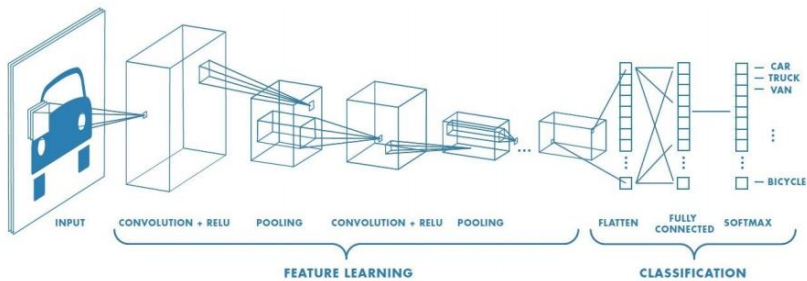 CAR
TRUCK
VAN
BICYCLE
INPUT
CONVOLUTION + RELU
POOLING
CONVOLUTION + RELU
POOLING
FLATTEN
FULLY
CONNECTED
SOFTMAX
FEATURE LEARNING
CLASSIFICATION